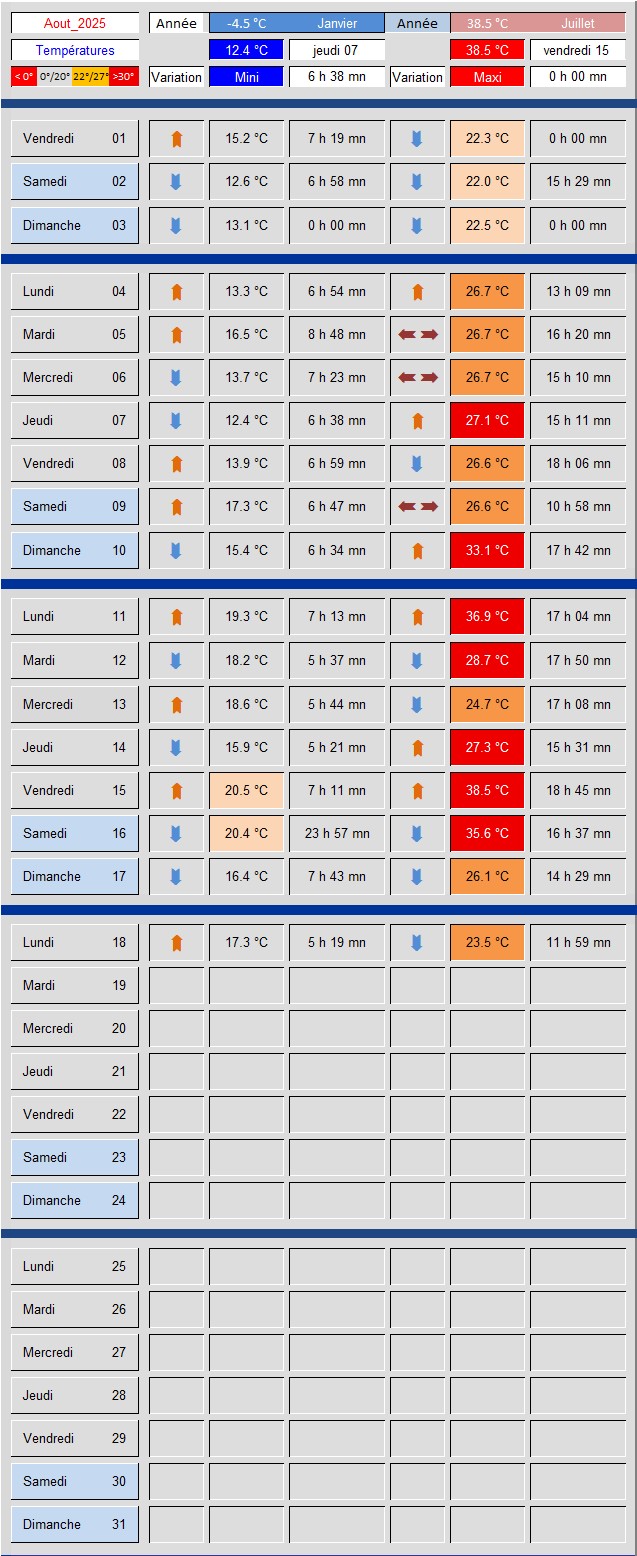 Aout_2025 Année -4.5 °C Janvier Année 38.5 °C Juillet
Températures 12.4 °C jeudi 07 38.5 °C vendredi 15
< 0° 0°/20° 22°/27° >30° Variation Mini 6 h 38 mn Variation Maxi 0 h 00 mn
Vendredi 01 15.2 °C 7 h 19 mn 22.3 °C 0 h 00 mn
Samedi 02 12.6 °C 6 h 58 mn 22.0 °C 15 h 29 mn
Dimanche 03 13.1 °C 0 h 00 mn 22.5 °C 0 h 00 mn
Lundi 04 13.3 °C 6 h 54 mn 26.7 °C 13 h 09 mn
Mardi 05 16.5 °C 8 h 48 mn 26.7 °C 16 h 20 mn
Mercredi 06 13.7 °C 7 h 23 mn 26.7 °C 15 h 10 mn
Jeudi 07 12.4 °C 6 h 38 mn 27.1 °C 15 h 11 mn
Vendredi 08 13.9 °C 6 h 59 mn 26.6 °C 18 h 06 mn
Samedi 09 17.3 °C 6 h 47 mn 26.6 °C 10 h 58 mn
Dimanche 10 15.4 °C 6 h 34 mn 33.1 °C 17 h 42 mn
Lundi 11 19.3 °C 7 h 13 mn 36.9 °C 17 h 04 mn
Mardi 12 18.2 °C 5 h 37 mn 28.7 °C 17 h 50 mn
Mercredi 13 18.6 °C 5 h 44 mn 24.7 °C 17 h 08 mn
Jeudi 14 15.9 °C 5 h 21 mn 27.3 °C 15 h 31 mn
Vendredi 15 20.5 °C 7 h 11 mn 38.5 °C 18 h 45 mn
Samedi 16 20.4 °C 23 h 57 mn 35.6 °C 16 h 37 mn
Dimanche 17 16.4 °C 7 h 43 mn 26.1 °C 14 h 29 mn
Lundi 18 17.3 °C 5 h 19 mn 23.5 °C 11 h 59 mn
Mardi 19
Mercredi 20
Jeudi 21
Vendredi 22
Samedi 23
Dimanche 24
Lundi 25
Mardi 26
Mercredi 27
Jeudi 28
Vendredi 29
Samedi 30
Dimanche 31